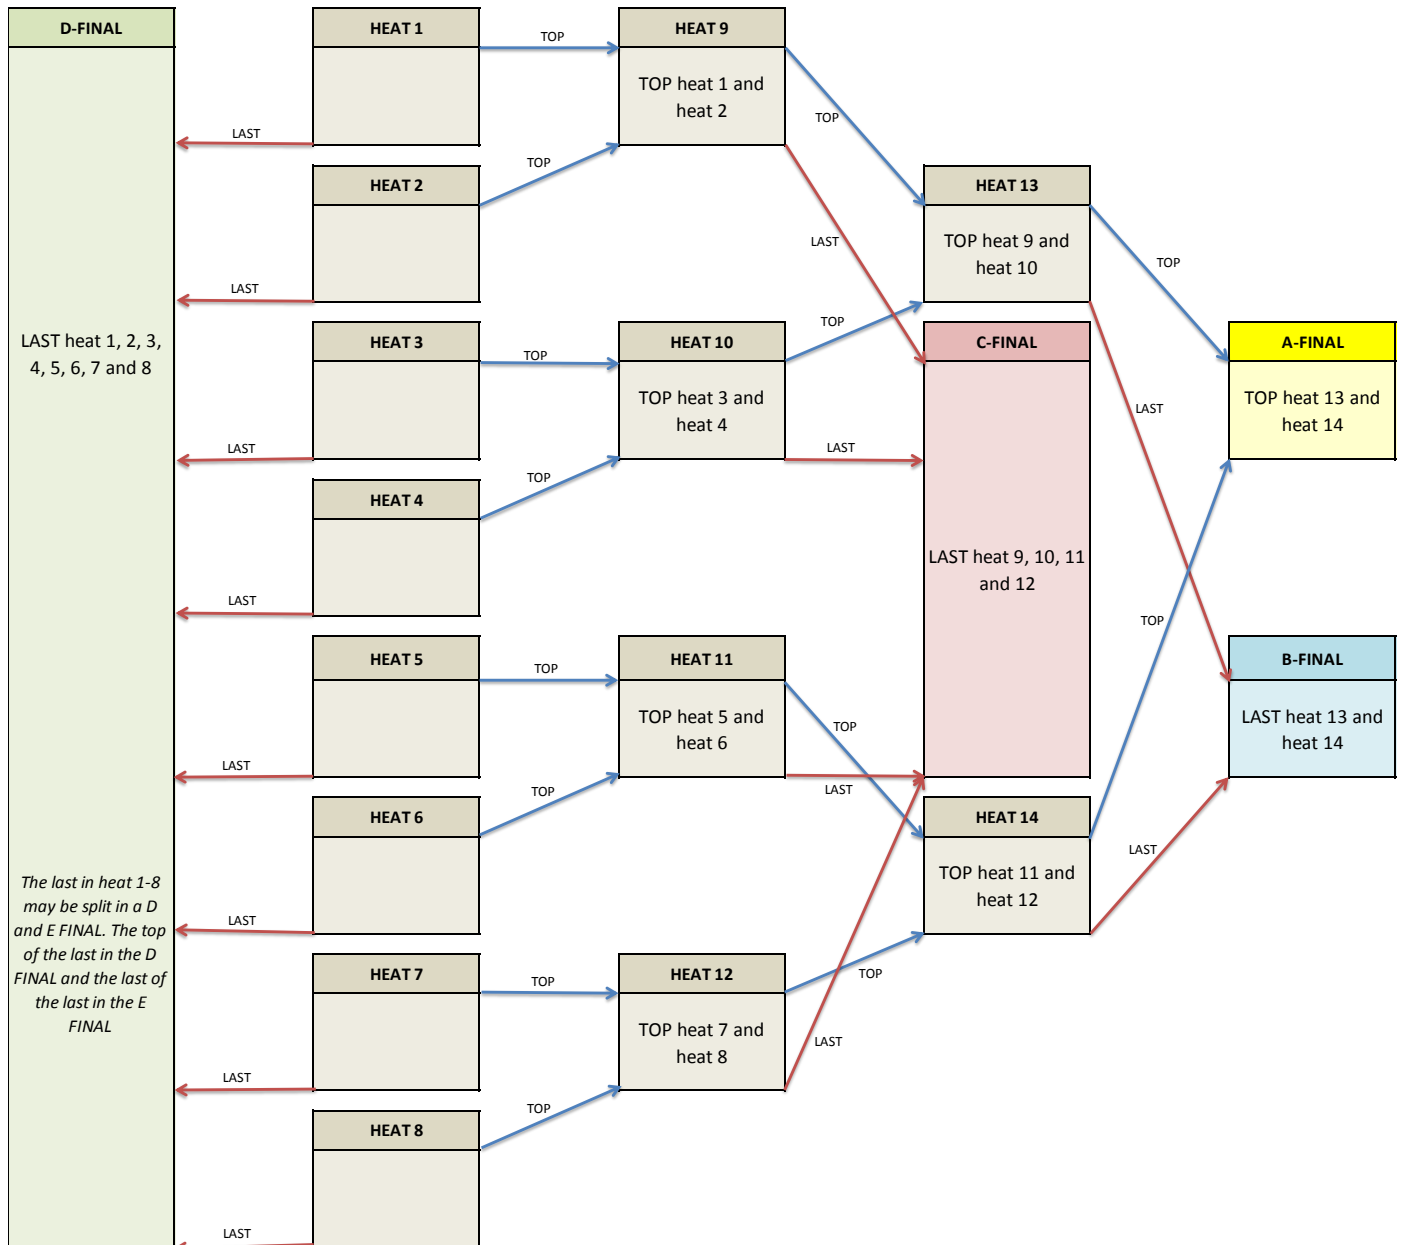 D-FINAL
LAST heat 1, 2, 3,
4, 5, 6, 7 and 8
The last in heat 1-8
may be split in a D
and E FINAL. The top
of the last in the D
FINAL and the last of
the last in the E
FINAL
HEAT 1
TOP
LAST
HEAT 2
TOP
LAST
HEAT 3
TOP
LAST
HEAT 4
TOP
LAST
HEAT 5
TOP
LAST
HEAT 6
TOP
LAST
HEAT 7
TOP
LAST
HEAT 8
TOP
LAST
HEAT 9
TOP heat 1 and
heat 2
TOP
LAST
HEAT 10
TOP heat 3 and
heat 4
TOP
LAST
HEAT 11
TOP heat 5 and
heat 6
TOP
LAST
HEAT 12
TOP heat 7 and
heat 8
TOP
LAST
HEAT 13
TOP heat 9 and
heat 10
TOP
LAST
C-FINAL
LAST heat 9, 10, 11
and 12
HEAT 14
TOP heat 11 and
heat 12
TOP
LAST
A-FINAL
TOP heat 13 and
heat 14
B-FINAL
LAST heat 13 and
heat 14